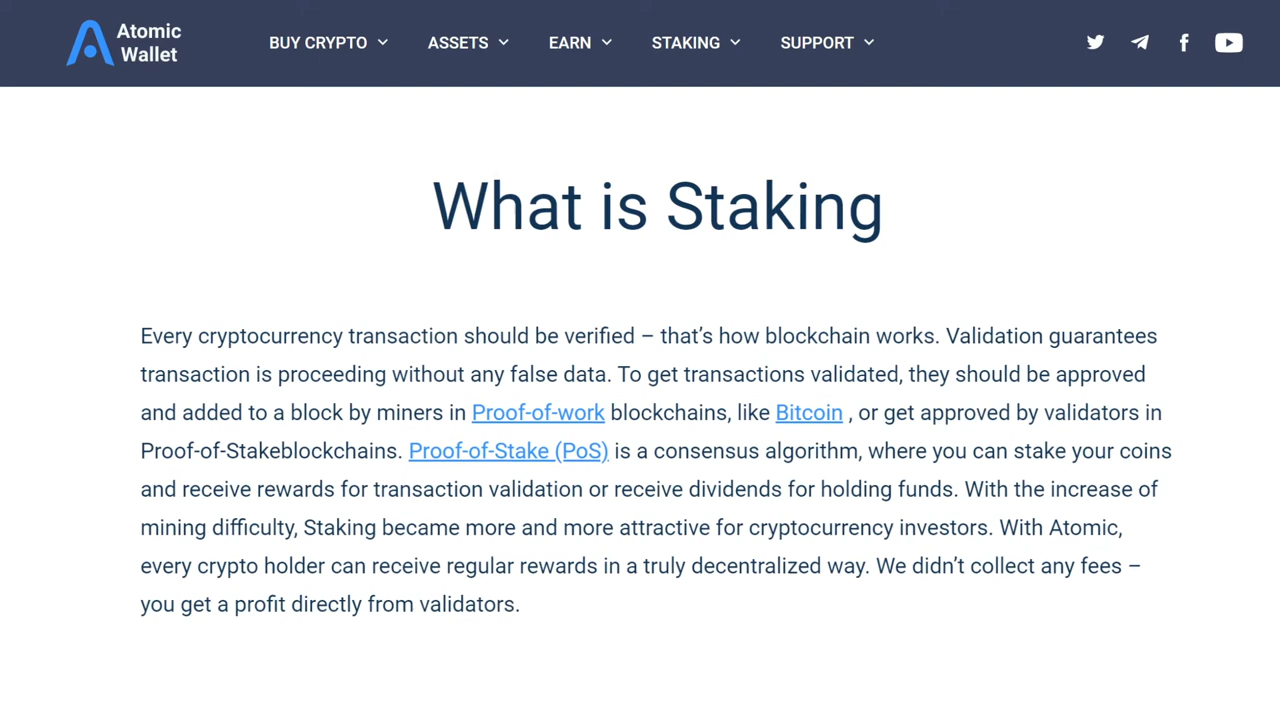 Atomic
Wallet
BUY CRYPTO
ASSETS
EARN
STAKING
SUPPORT
What is Staking
Every cryptocurrency transaction should be verified – that’s how blockchain works. Validation guarantees
transaction is proceeding without any false data. To get transactions validated, they should be approved
and added to a block by miners in Proof-of-work blockchains, like Bitcoin , or get approved by validators in
Proof-of-Stakeblockchains. Proof-of-Stake (PoS) is a consensus algorithm, where you can stake your coins
and receive rewards for transaction validation or receive dividends for holding funds. With the increase of
mining difficulty, Staking became more and more attractive for cryptocurrency investors. With Atomic,
every crypto holder can receive regular rewards in a truly decentralized way. We didn’t collect any fees –
you get a profit directly from validators.